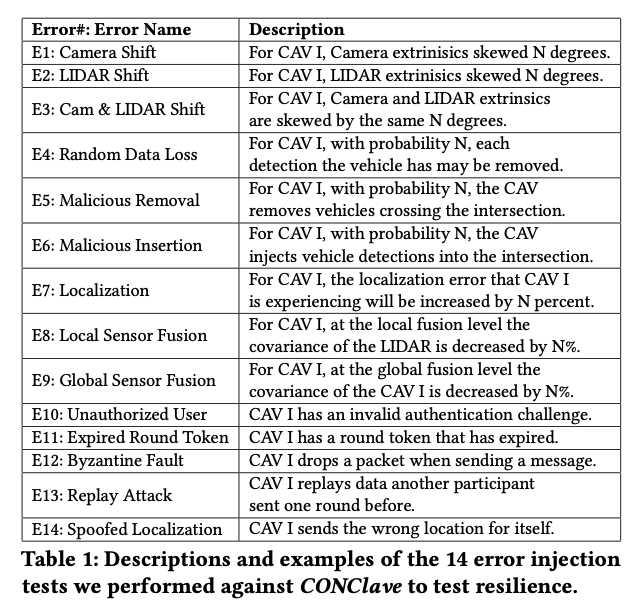 Error#: Error Name Description
E1: Camera Shift For CAV I, Camera extrinisics skewed N degrees.
E2: LIDAR Shift For CAV I, LIDAR extrinisics skewed N degrees.
E3: Cam & LIDAR Shift For CAV I, Camera and LIDAR extrinsics
are skewed by the same N degrees.
E4: Random Data Loss For CAV I, with probability N, each
detection the vehicle has may be removed.
E5: Malicious Removal For CAV I, with probability N, the CAV
removes vehicles crossing the intersection.
E6: Malicious Insertion For CAV I, with probability N, the CAV
injects vehicle detections into the intersection.
E7: Localization For CAV I, the localization error that CAV I
is experiencing will be increased by N percent.
E8: Local Sensor Fusion For CAV I, at the local fusion level the
covariance of the LIDAR is decreased by N%.
E9: Global Sensor Fusion For CAV I, at the global fusion level the
covariance of the CAV I is decreased by N%.
E10: Unauthorized User CAV I has an invalid authentication challenge.
E11: Expired Round Token CAV I has a round token that has expired.
E12: Byzantine Fault CAV I drops a packet when sending a message.
E13: Replay Attack CAV I replays data another participant
sent one round before.
E14: Spoofed Localization CAV I sends the wrong location for itself.
Table 1: Descriptions and examples of the 14 error injection
tests we performed against CONClave to test resilience.